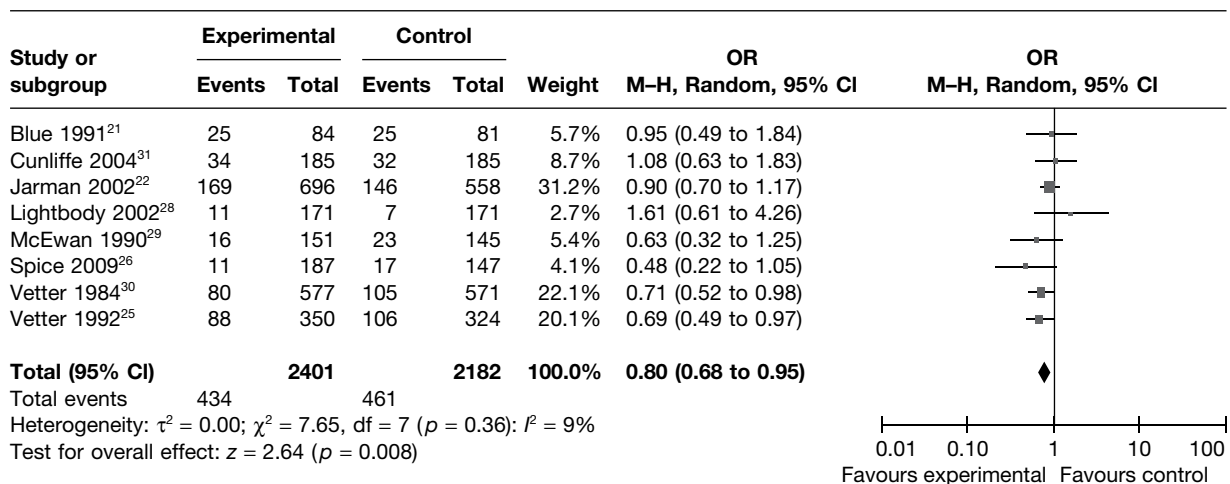 Experimental Control
Study or subgroup Events Total Events Total Weight OR M–H, Random, 95% CI OR M–H, Random, 95% CI
Blue 1991²¹ 25 84 25 81 5.7% 0.95 (0.49 to 1.84)
Cunliffe 2004³¹ 34 185 32 185 8.7% 1.08 (0.63 to 1.83)
Jarman 2002²² 169 696 146 558 31.2% 0.90 (0.70 to 1.17)
Lightbody 2002²⁸ 11 171 7 171 2.7% 1.61 (0.61 to 4.26)
McEwan 1990²⁹ 16 151 23 145 5.4% 0.63 (0.32 to 1.25)
Spice 2009²⁶ 11 187 17 147 4.1% 0.48 (0.22 to 1.05)
Vetter 1984³⁰ 80 577 105 571 22.1% 0.71 (0.52 to 0.98)
Vetter 1992²⁵ 88 350 106 324 20.1% 0.69 (0.49 to 0.97)
Total (95% CI) 2401 2182 100.0% 0.80 (0.68 to 0.95)
Total events 434 461
Heterogeneity: τ² = 0.00; χ² = 7.65, df = 7 (p = 0.36): I² = 9%
Test for overall effect: z = 2.64 (p = 0.008)
0.01 0.10 1 10 100
Favours experimental Favours control